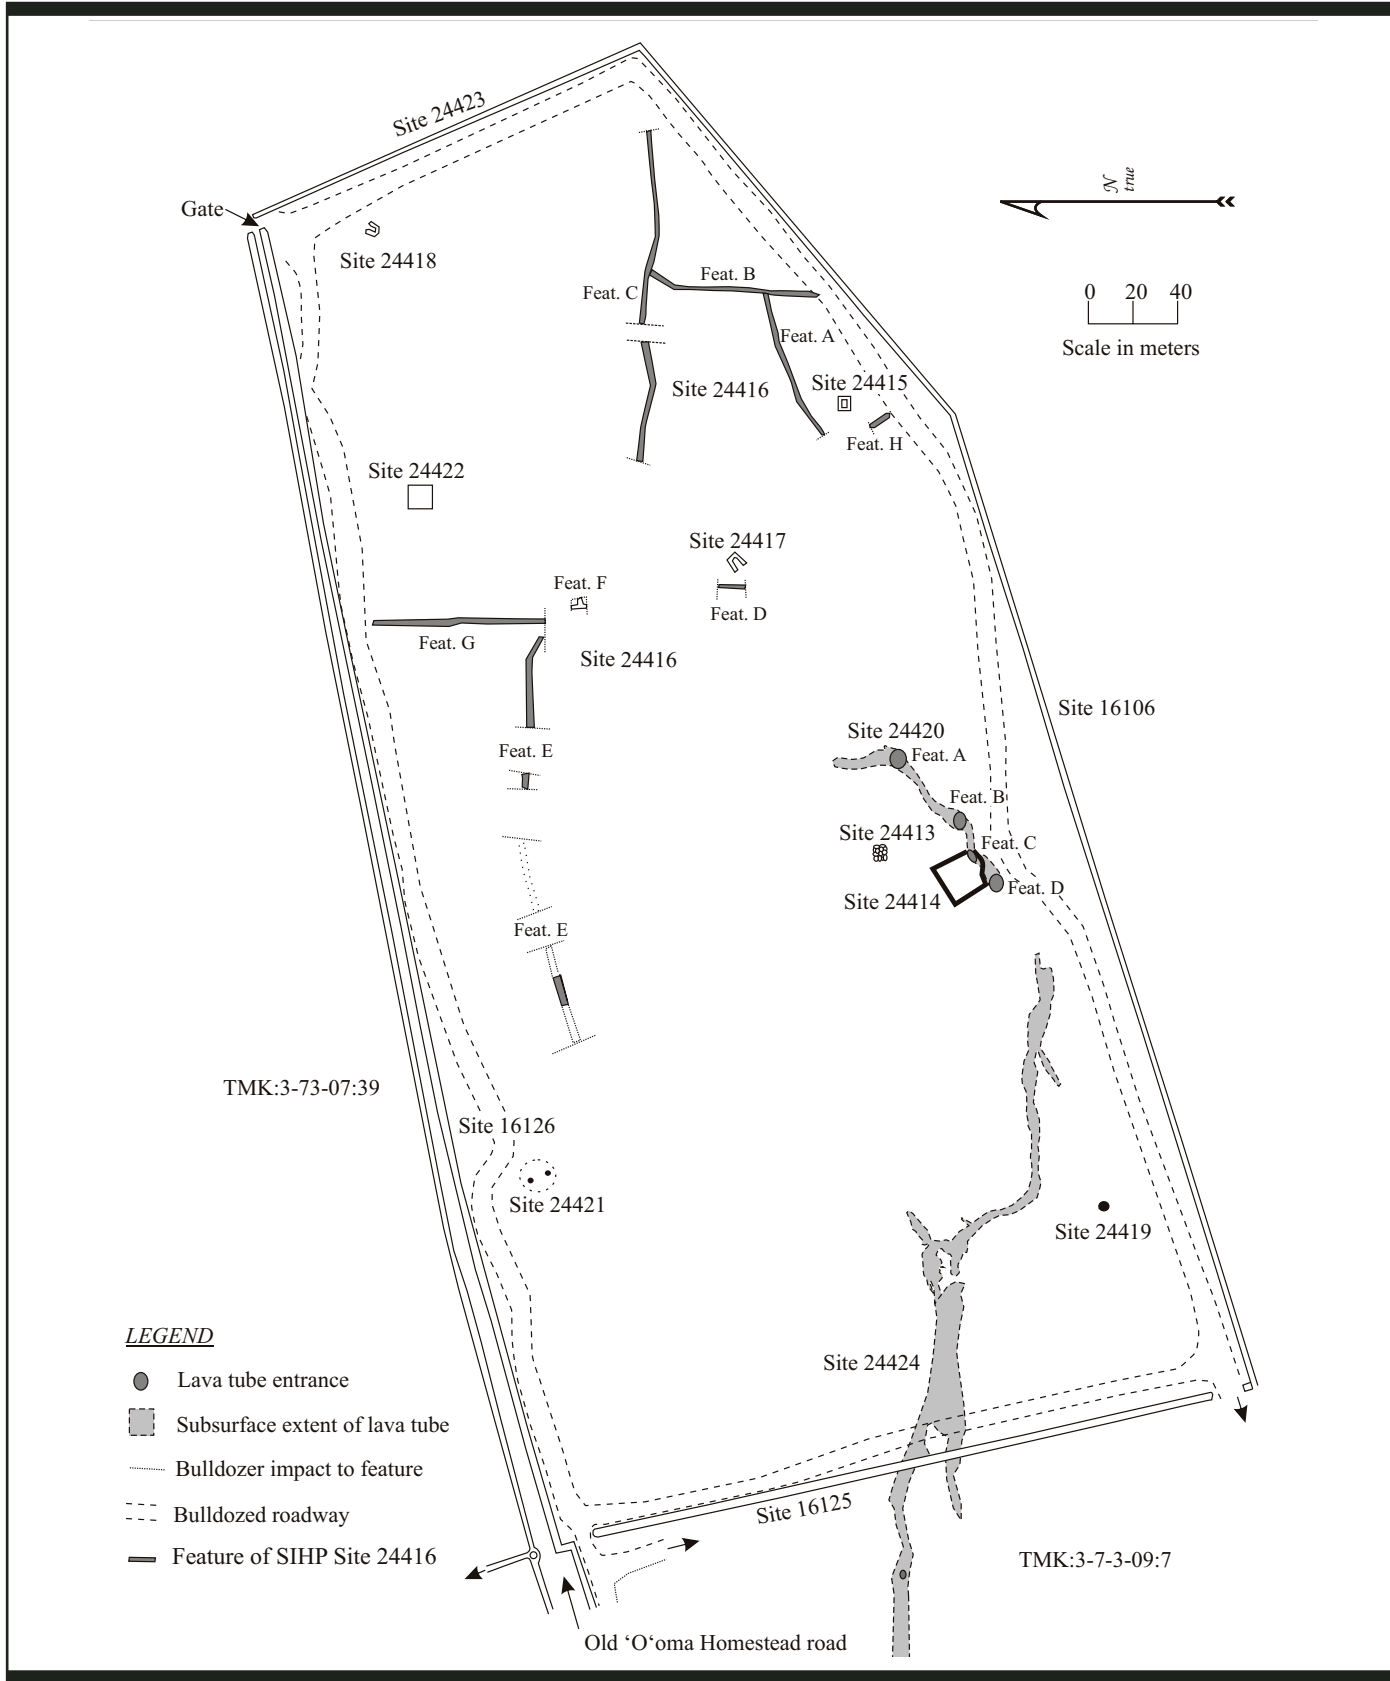 Site 24423
N
true
Gate
Site 24418
Feat. B
Feat. C
0 20 40
Feat. A
Scale in meters
Site 24416
Site 24415
Feat. H
Site 24422
Site 24417
Feat. F
Feat. D
Feat. G
Site 24416
Site 16106
Site 24420
Feat. E
Feat. A
Feat. B
Site 24413
Feat. C
Feat. D
Site 24414
Feat. E
TMK:3-73-07:39
Site 16126
Site 24421
Site 24419
LEGEND
Site 24424
Lava tube entrance
Subsurface extent of lava tube
Bulldozer impact to feature
Bulldozed roadway
Site 16125
Feature of SIHP Site 24416
TMK:3-7-3-09:7
Old ‘O‘oma Homestead road